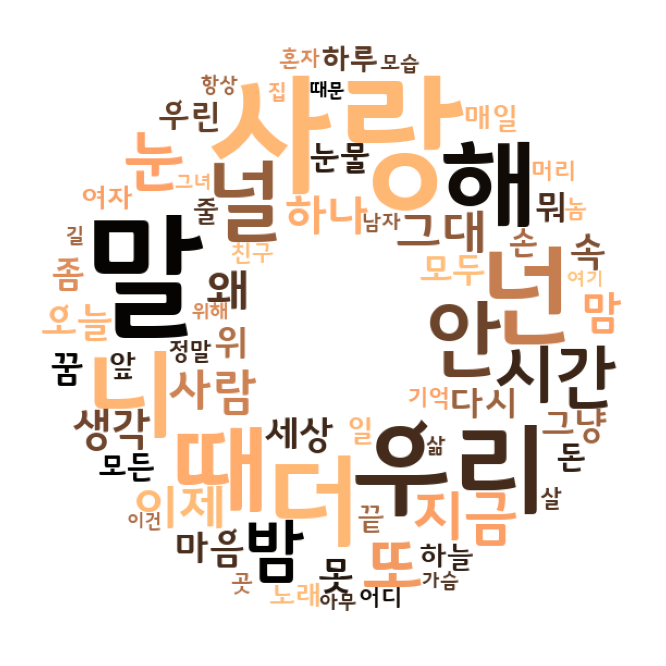 혼자 하루 모습
항상 집 때문
우린 사랑 매일
눈 널 눈물 해 머리
여자 그녀 줄 하나 남자 그대 뭐 놈
길 말 친구 모두 손 속
좀 왜 넌 여기
오늘 위해 안 맘
꿈 앞 정말 위 시간
니 사람 기억 다시 그냥
생각 세상 일 우리 삶 돈
모든 때 더 살
이제 끝 지금
이건 마음 밤 못 또 하늘
곳 노래 아무 어디 가슴